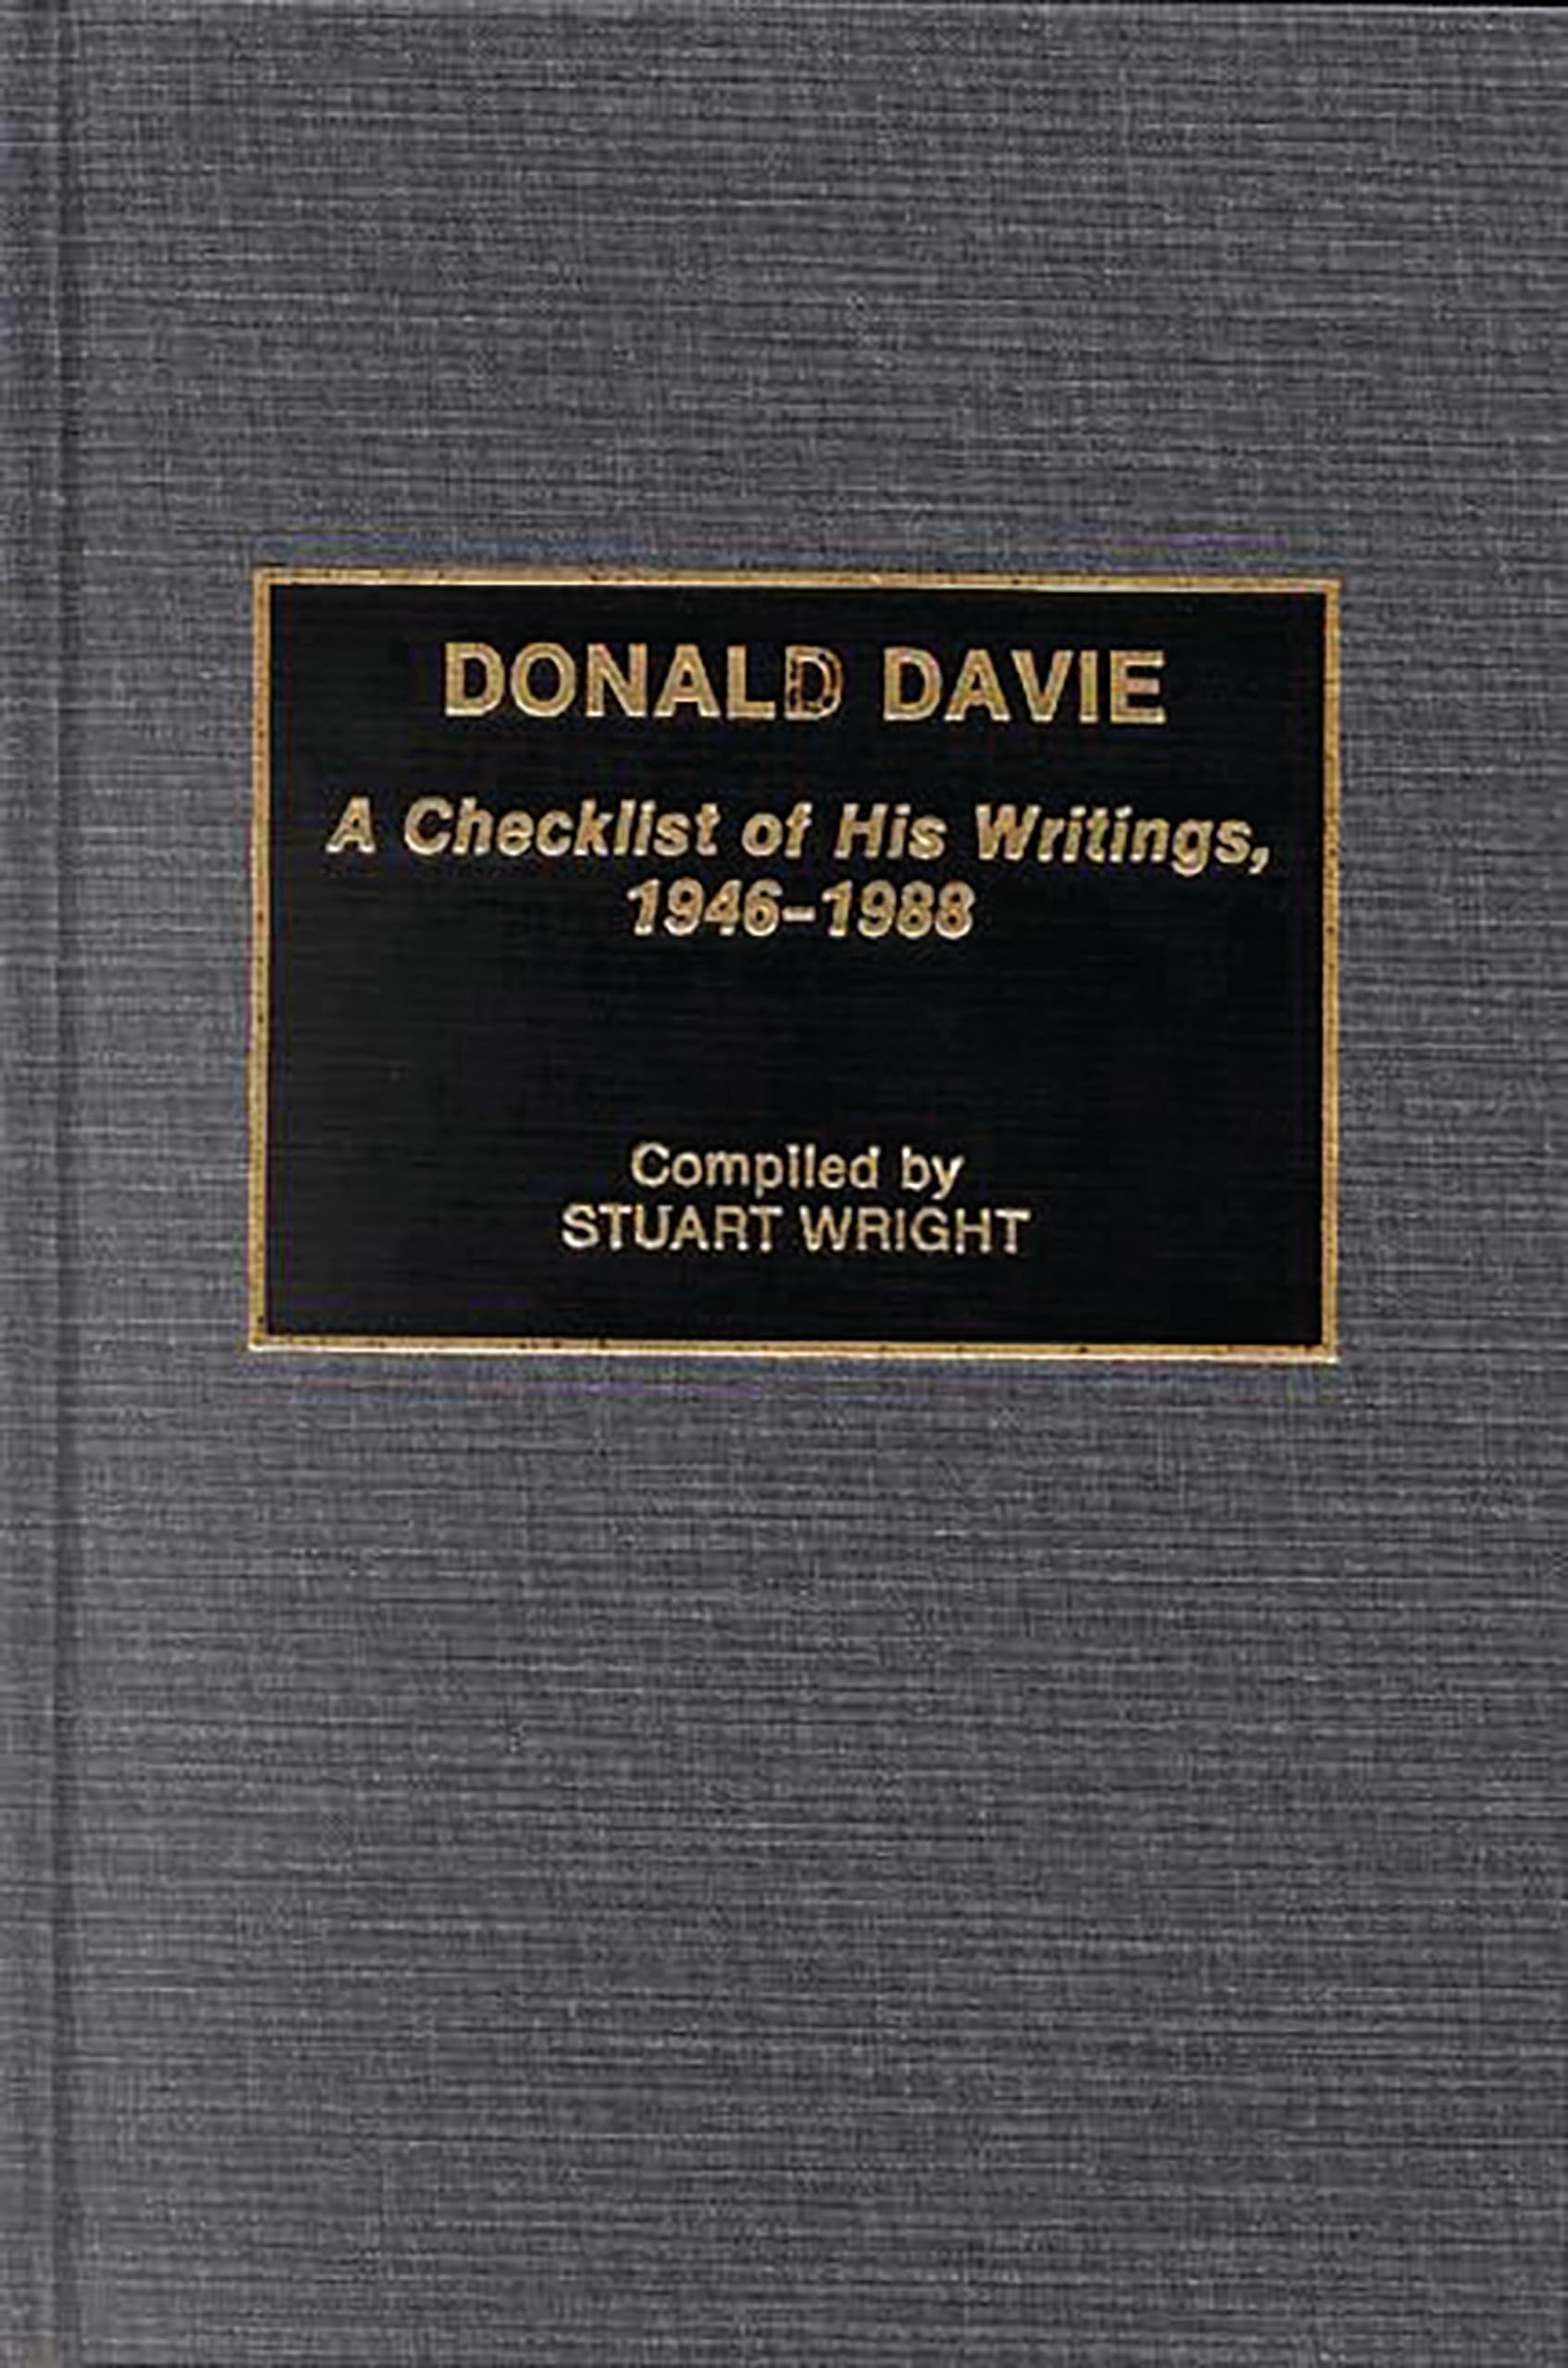 DONALD DAVIE
A Checklist of His Writings,
1946–1988
Compiled by
STUART WRIGHT